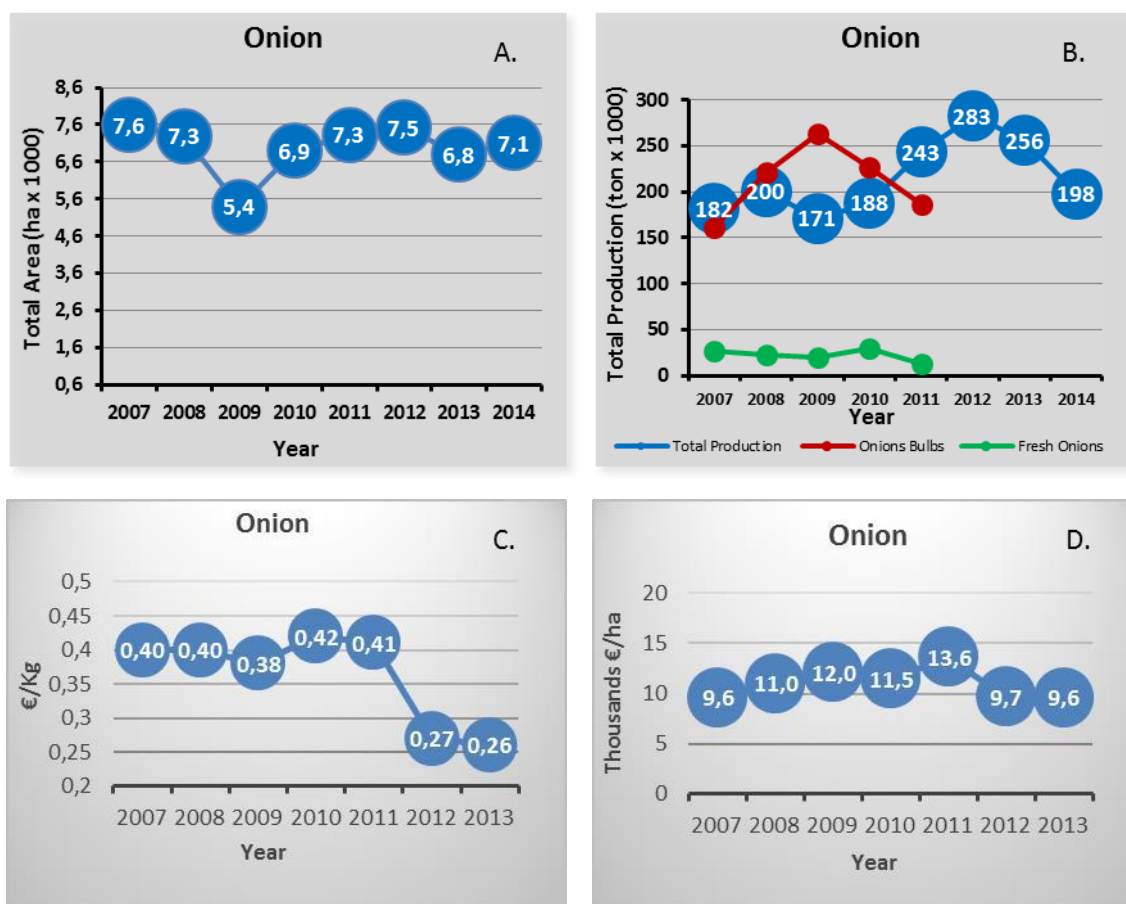 Onion
A.
Total Area (ha x 1000)
8,6
7,6
6,6
5,6
4,6
3,6
2,6
1,6
0,6
7,6
7,3
5,4
6,9
7,3
7,5
6,8
7,1
2007 2008 2009 2010 2011 2012 2013 2014
Year
Onion
B.
Total Production (ton x 1000)
300
250
200
150
100
50
0
182
200
171
188
243
283
256
198
2007 2008 2009 2010 2011 2012 2013 2014
Year
Total Production Onions Bulbs Fresh Onions
Onion
C.
€/Kg
0,5
0,45
0,4
0,35
0,3
0,25
0,2
0,40
0,40
0,38
0,42
0,41
0,27
0,26
2007 2008 2009 2010 2011 2012 2013
Year
Onion
D.
Thousands €/ha
20
15
10
5
0
9,6
11,0
12,0
11,5
13,6
9,7
9,6
2007 2008 2009 2010 2011 2012 2013
Year